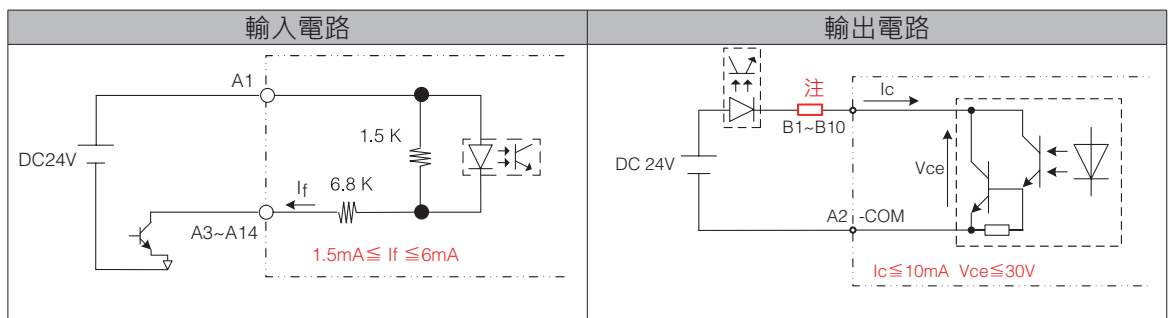 輸入電路
輸出電路
A1
1.5 K
DC24V
If
6.8 K
A3~A14
1.5mA≦ If ≦6mA
注
Ic
B1~B10
DC 24V
Vce
A2
-COM
Ic≦10mA Vce≦30V